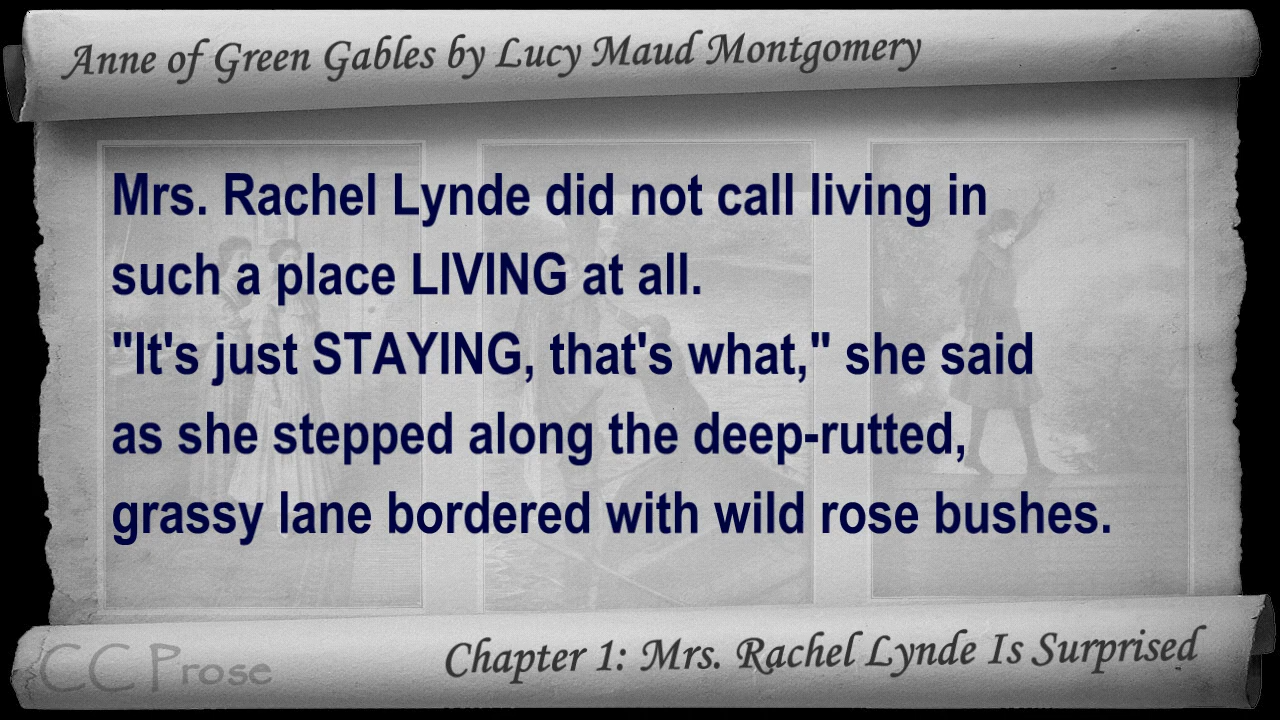 Anne of Green Gables by Lucy Maud Montgomery
Mrs. Rachel Lynde did not call living in
such a place LIVING at all.
"It's just STAYING, that's what," she said
as she stepped along the deep-rutted,
grassy lane bordered with wild rose bushes.
CC Prose
Chapter 1: Mrs. Rachel Lynde Is Surprised